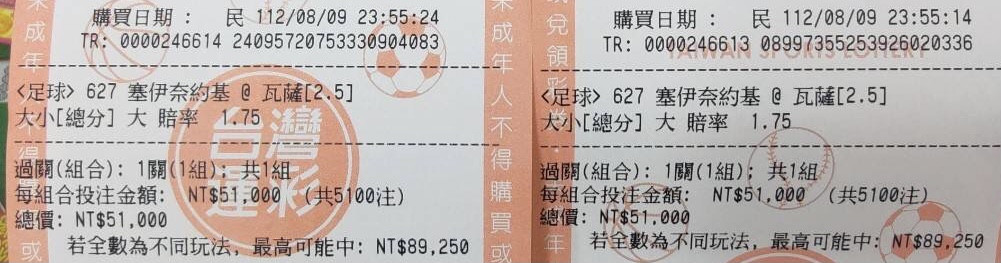 購買日期： 民 112/08/09 23:55:24
TR: 0000246614 240957207533330904083
<足球> 627 塞伊奈約基 @ 瓦薩[2.5]
大小[總分] 大 賠率 1.75
過關(組合): 1關(1組); 共1組
每組合投注金額: NT$51,000 (共5100注)
總價: NT$51,000
若全數為不同玩法, 最高可能中: NT$89,250
台灣
運彩
未成年人不得購買或
購買日期： 民 112/08/09 23:55:14
TR: 0000246613 08997355253926020336
TAIWAN SPORTS LOTTERY
<足球> 627 塞伊奈約基 @ 瓦薩[2.5]
大小[總分] 大 賠率 1.75
過關(組合): 1關(1組); 共1組
每組合投注金額: NT$51,000 (共5100注)
總價: NT$51,000
若全數為不同玩法, 最高可能中: NT$89,250